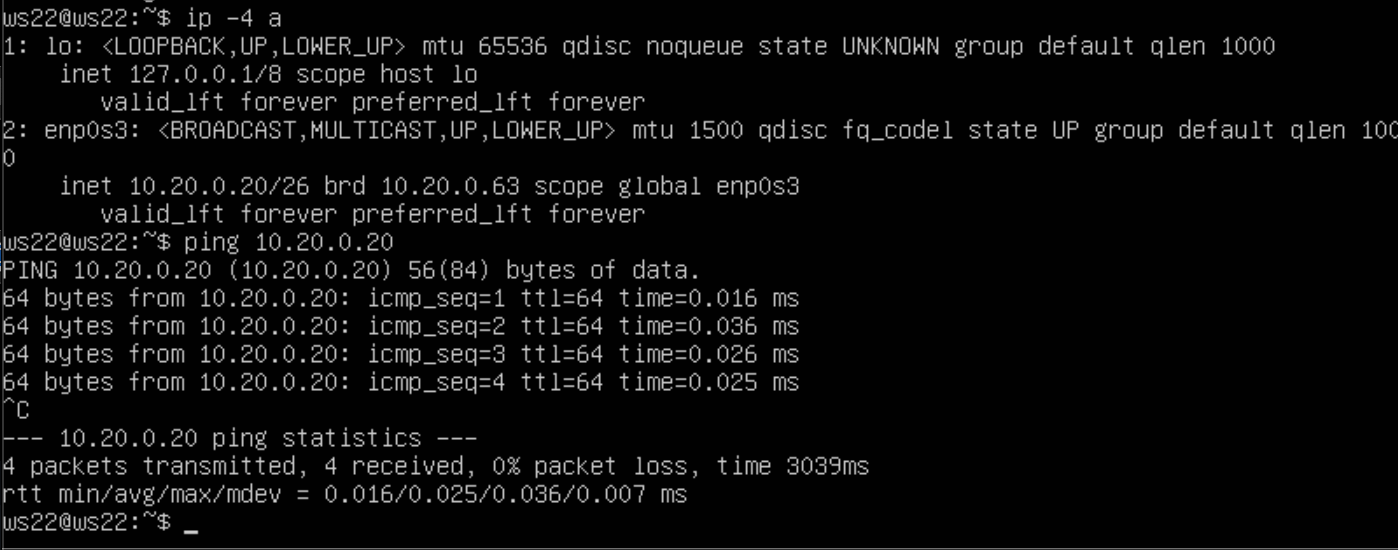 ws22@ws22:~$ ip -4 a
1: lo: <LOOPBACK,UP,LOWER_UP> mtu 65536 qdisc noqueue state UNKNOWN group default qlen 1000
    inet 127.0.0.1/8 scope host lo
       valid_lft forever preferred_lft forever
2: enp0s3: <BROADCAST,MULTICAST,UP,LOWER_UP> mtu 1500 qdisc fq_codel state UP group default qlen 100
0
    inet 10.20.0.20/26 brd 10.20.0.63 scope global enp0s3
       valid_lft forever preferred_lft forever
ws22@ws22:~$ ping 10.20.0.20
PING 10.20.0.20 (10.20.0.20) 56(84) bytes of data.
64 bytes from 10.20.0.20: icmp_seq=1 ttl=64 time=0.016 ms
64 bytes from 10.20.0.20: icmp_seq=2 ttl=64 time=0.036 ms
64 bytes from 10.20.0.20: icmp_seq=3 ttl=64 time=0.026 ms
64 bytes from 10.20.0.20: icmp_seq=4 ttl=64 time=0.025 ms
^C
--- 10.20.0.20 ping statistics ---
4 packets transmitted, 4 received, 0% packet loss, time 3039ms
rtt min/avg/max/mdev = 0.016/0.025/0.036/0.007 ms
ws22@ws22:~$ _